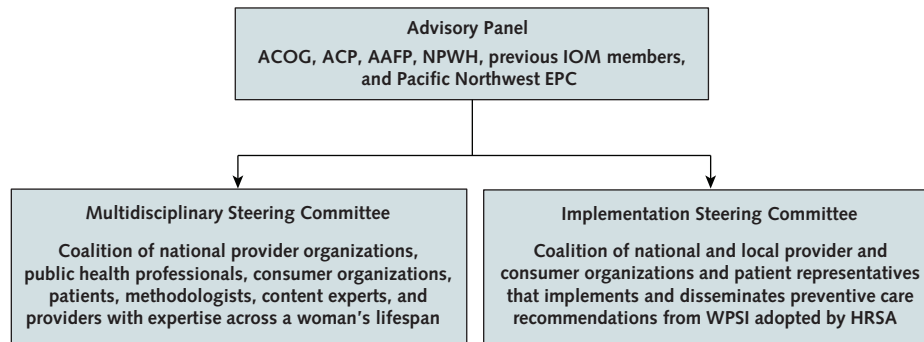 Advisory Panel
ACOG, ACP, AAFP, NPWH, previous IOM members,
and Pacific Northwest EPC
Multidisciplinary Steering Committee
Coalition of national provider organizations,
public health professionals, consumer organizations,
patients, methodologists, content experts, and
providers with expertise across a woman's lifespan
Implementation Steering Committee
Coalition of national and local provider and
consumer organizations and patient representatives
that implements and disseminates preventive care
recommendations from WPSI adopted by HRSA